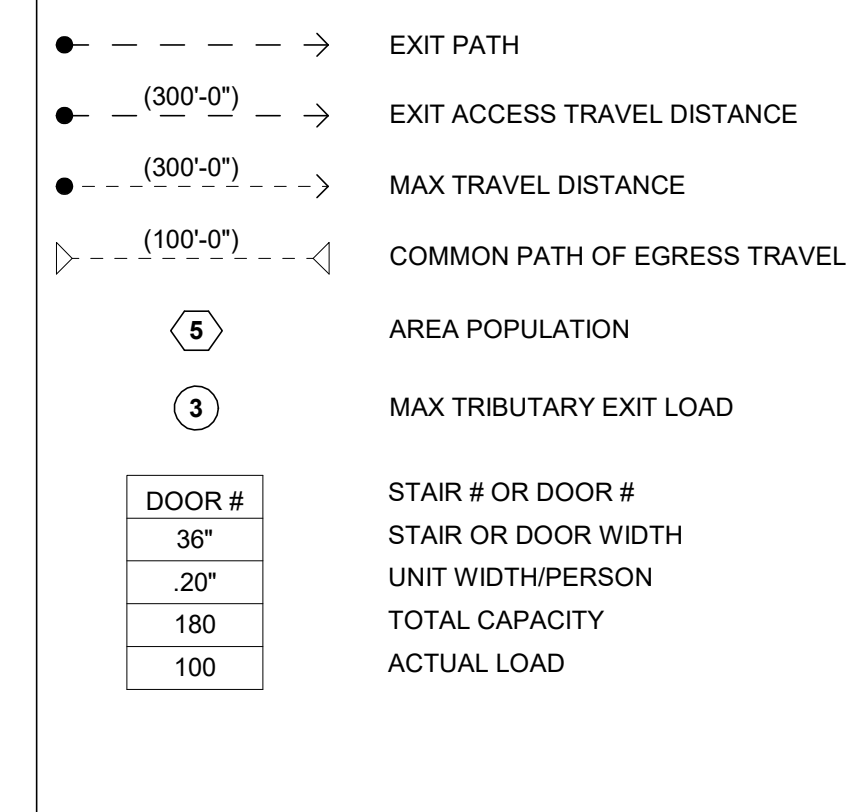 EXIT PATH
(300'-0") EXIT ACCESS TRAVEL DISTANCE
(300'-0") MAX TRAVEL DISTANCE
(100'-0") COMMON PATH OF EGRESS TRAVEL
5 AREA POPULATION
3 MAX TRIBUTARY EXIT LOAD
DOOR # STAIR # OR DOOR #
36" STAIR OR DOOR WIDTH
.20" UNIT WIDTH/PERSON
180 TOTAL CAPACITY
100 ACTUAL LOAD